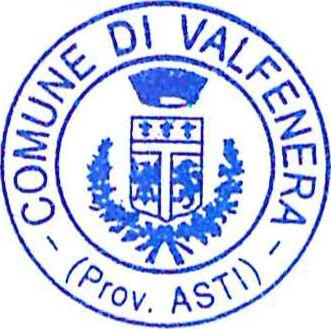 COMUNE DI VALFENERA
- (Prov. ASTI) -